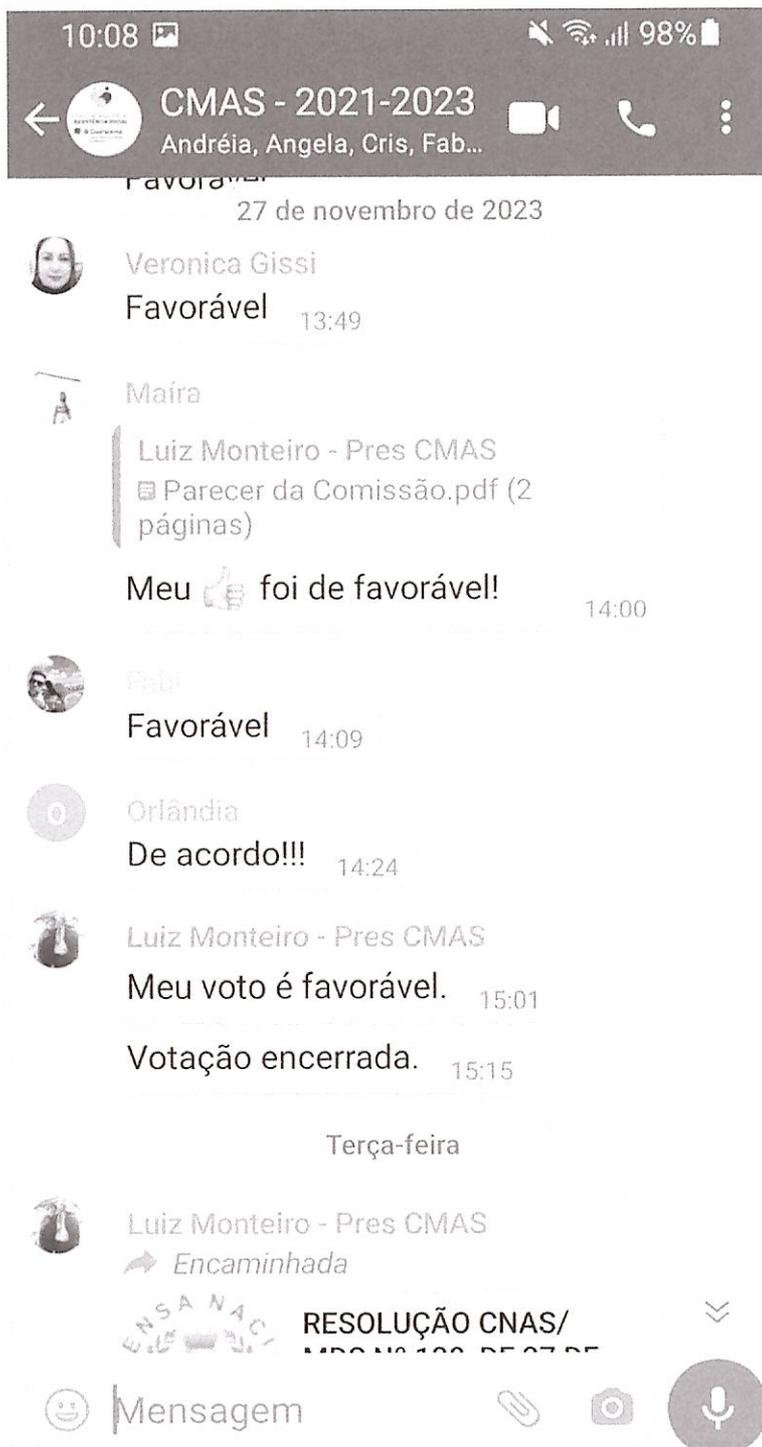 10:08 98%
CMAS - 2021-2023
Andréia, Angela, Cris, Fab...
27 de novembro de 2023
Veronica Gissi
Favorável 13:49
Maíra
Luiz Monteiro - Pres CMAS
Parecer da Comissão.pdf (2
páginas)
Meu 👍 foi de favorável! 14:00
Fabi
Favorável 14:09
O
Orlândia
De acordo!!! 14:24
Luiz Monteiro - Pres CMAS
Meu voto é favorável. 15:01
Votação encerrada. 15:15
Terça-feira
Luiz Monteiro - Pres CMAS
Encaminhada
ENSA NACI
RESOLUÇÃO CNAS/
Mensagem